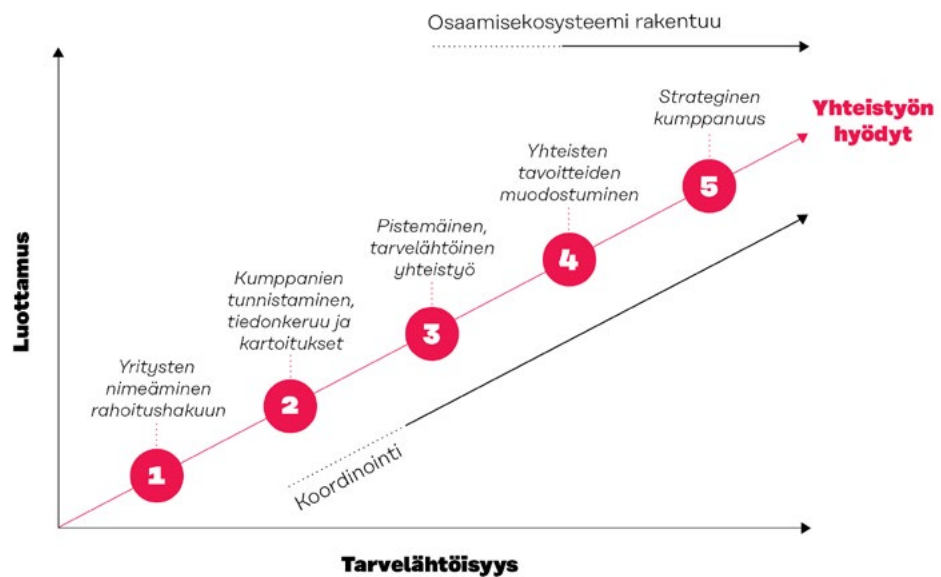 Osaamisekosysteemi rakentuu
Strateginen
kumppanuus
Yhteistyön
hyödyt
Yhteisten
tavoitteiden
muodostuminen
5
Pistemäinen,
tarvelähtöinen
yhteistyö
4
Kumppanien
tunnistaminen,
tiedonkeruu ja
kartoitukset
3
Yritysten
nimeäminen
rahoitushakuun
2
1
Koordinointi
Luottamus
Tarvelähtöisyys